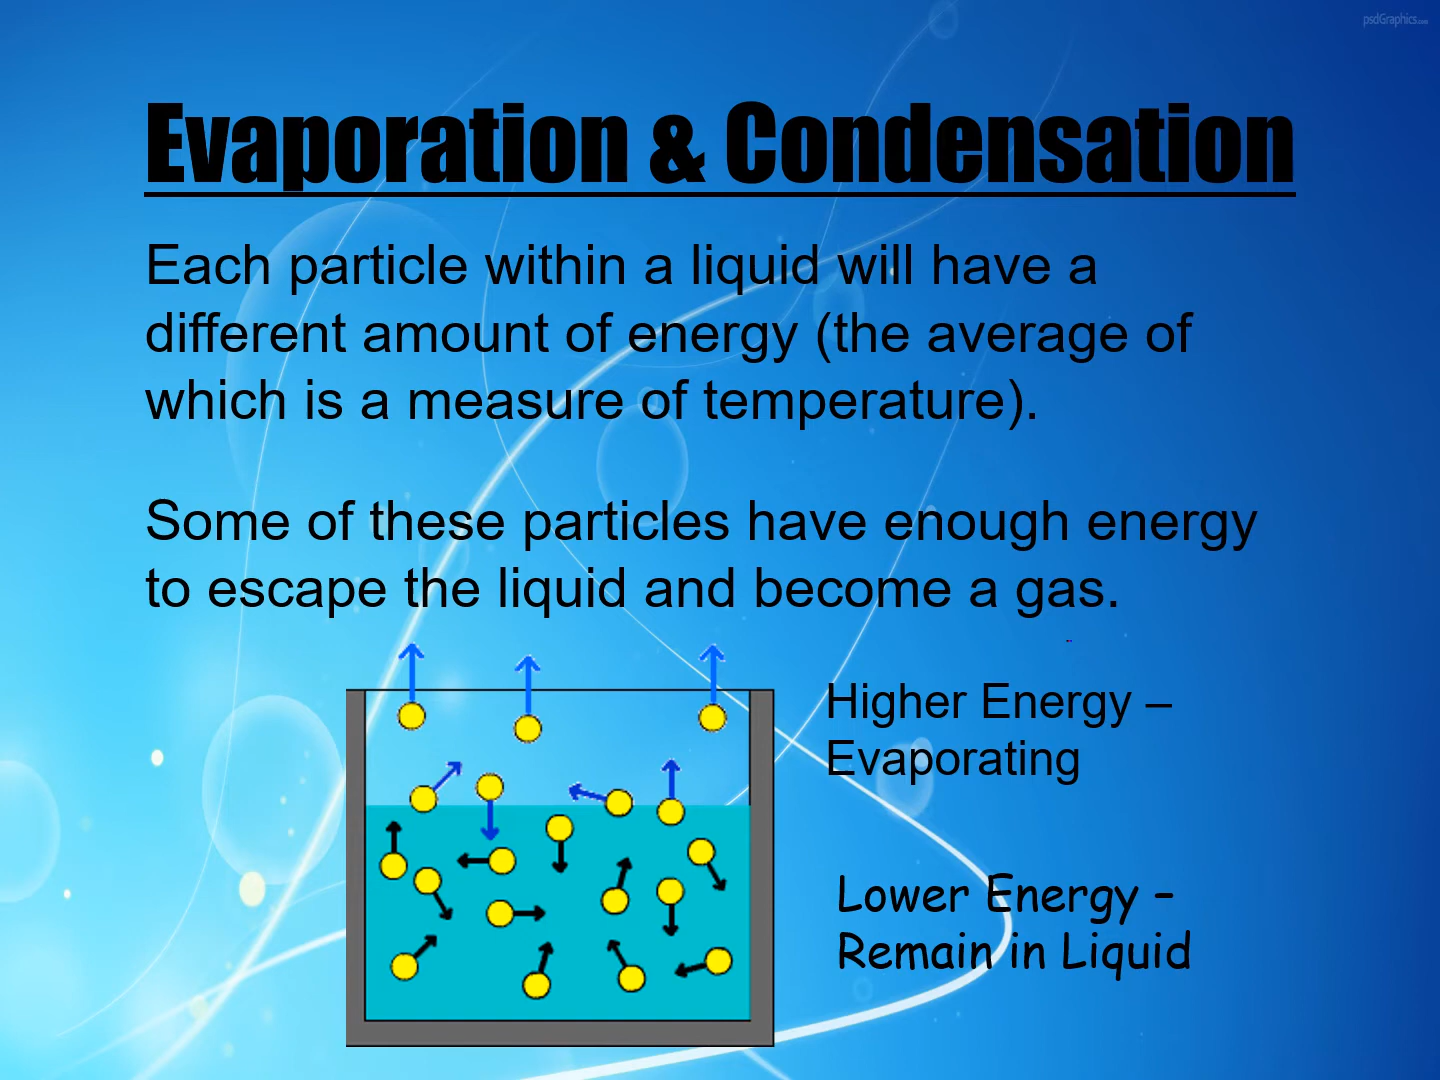 psdGraphics.com
Evaporation & Condensation
Each particle within a liquid will have a
different amount of energy (the average of
which is a measure of temperature).
Some of these particles have enough energy
to escape the liquid and become a gas.
Higher Energy –
Evaporating
Lower Energy –
Remain in Liquid